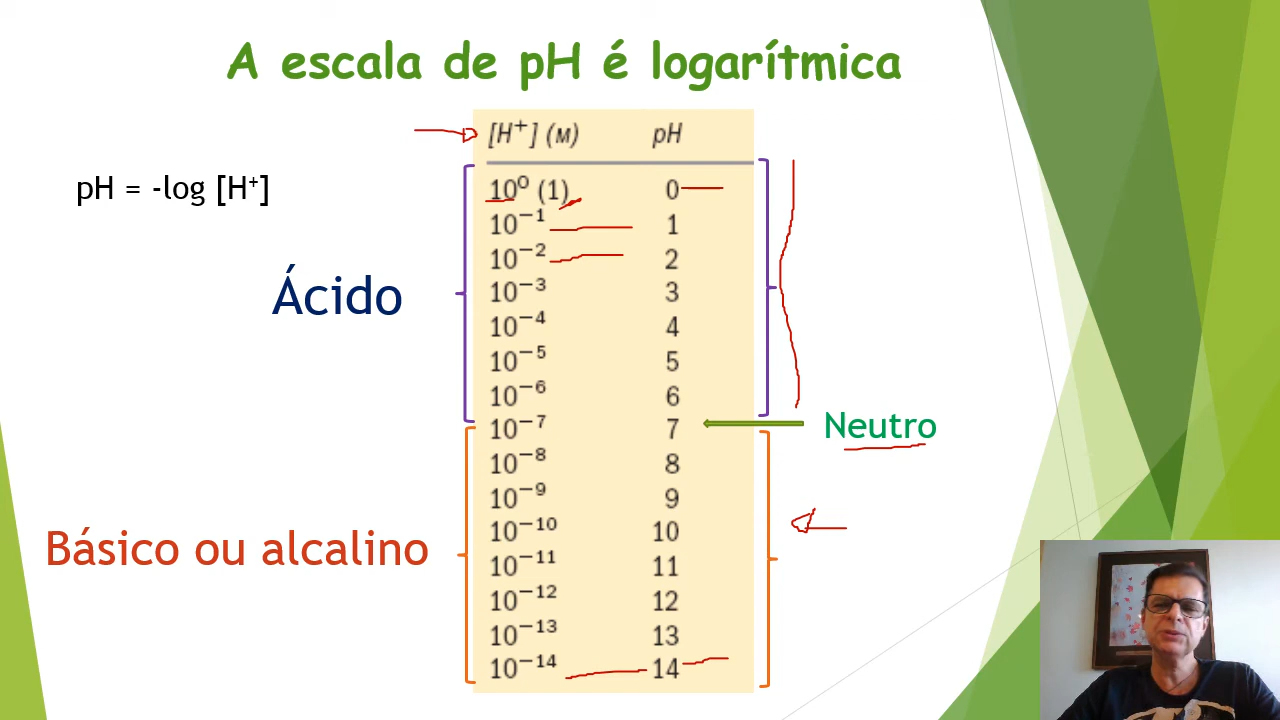 A escala de pH é logarítmica
pH = -log [H⁺]
[H⁺] (M) pH
10⁰ (1) 0
10⁻¹ 1
10⁻² 2
10⁻³ 3
10⁻⁴ 4
10⁻⁵ 5
10⁻⁶ 6
10⁻⁷ 7
10⁻⁸ 8
10⁻⁹ 9
10⁻¹⁰ 10
10⁻¹¹ 11
10⁻¹² 12
10⁻¹³ 13
10⁻¹⁴ 14
Ácido
Neutro
Básico ou alcalino